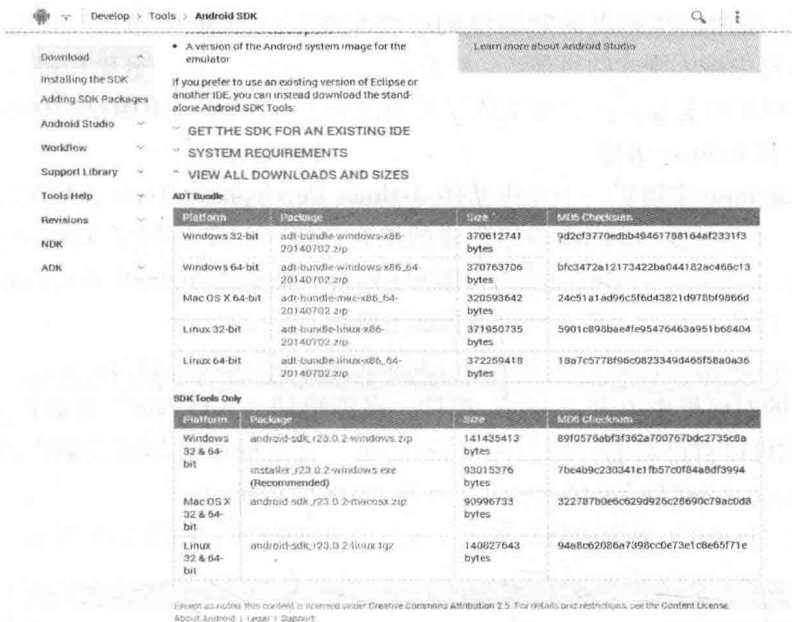 Develop > Tools > Android SDK
Download
Installing the SDK
Adding SDK Packages
Android Studio
Workflow
Support Library
Tools Help
Revisions
NDK
ADK
• A version of the Android system image for the
emulator
Learn more about Android Studio
If you prefer to use an existing version of Eclipse or
another IDE, you can instead download the stand-
alone Android SDK Tools:
GET THE SDK FOR AN EXISTING IDE
SYSTEM REQUIREMENTS
VIEW ALL DOWNLOADS AND SIZES
ADT Bundle
Platform Package Size MD5 Checksum
Windows 32-bit adt-bundle-windows-x86- 370612741 9d2cf3770edbb49461788164af2331f3
20140702.zip bytes
Windows 64-bit adt-bundle-windows-x86_64- 370763706 bfc3472a12173422ba044182ac466c13
20140702.zip bytes
Mac OS X 64-bit adt-bundle-mac-x86_64- 320593642 24c51a1ad96c5f6d43821d978bf9866d
20140702.zip bytes
Linux 32-bit adt-bundle-linux-x86- 371950735 5901c898bae4fe95476463a951b68404
20140702.zip bytes
Linux 64-bit adt-bundle-linux-x86_64- 372259418 18a7c5778f96c0823349d465f58a0a36
20140702.zip bytes
SDK Tools Only
Platform Package Size MD5 Checksum
Windows android-sdk_r23.0.2-windows.zip 141435413 89f0576abf3f362a700767bdc2735c8a
32 & 64- bytes
bit
installer_r23.0.2-windows.exe 93015376 7be4b9c230341e1fb57c0f84a8df3994
(Recommended) bytes
Mac OS X android-sdk_r23.0.2-macosx.zip 90996733 322787b0e6c629d926c28690c79ac0d8
32 & 64- bytes
bit
Linux android-sdk_r23.0.2-linux.tgz 140827643 94a8c62086a7398cc0e73e1c8e65f71e
32 & 64- bytes
bit
Except as noted, this content is licensed under Creative Commons Attribution 2.5. For details and restrictions, see the Content License.
About Android | Legal | Support